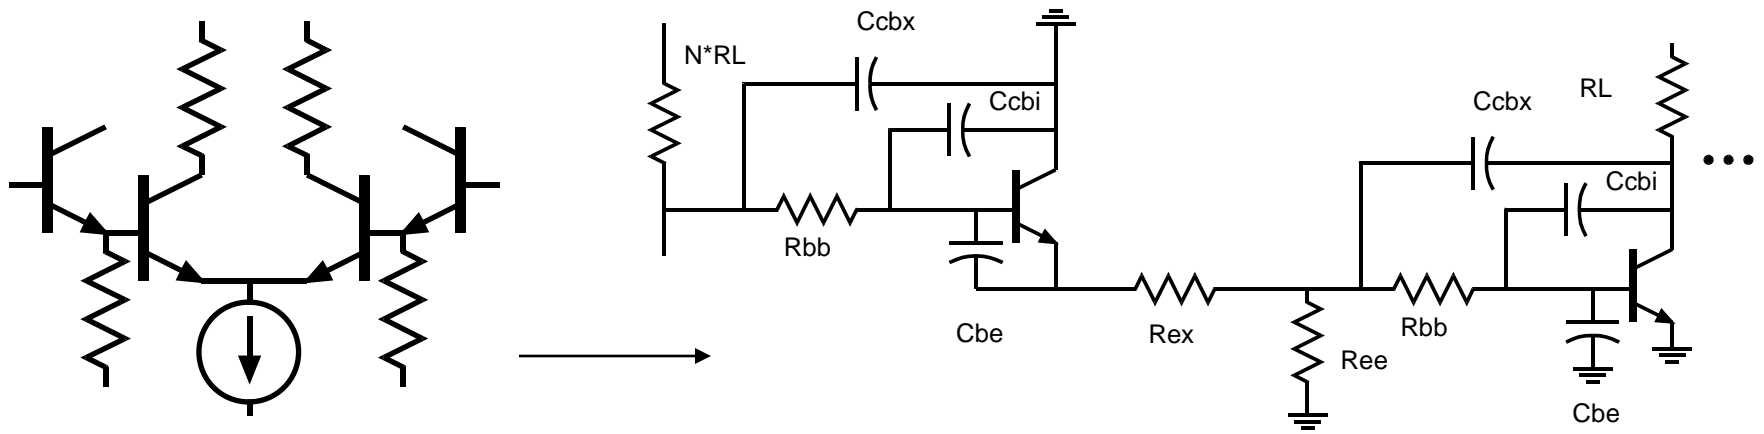 Ccbx
N*RL
Ccbi
Rbb
Cbe
Rex
Ree
Ccbx
RL
Ccbi
Rbb
Cbe